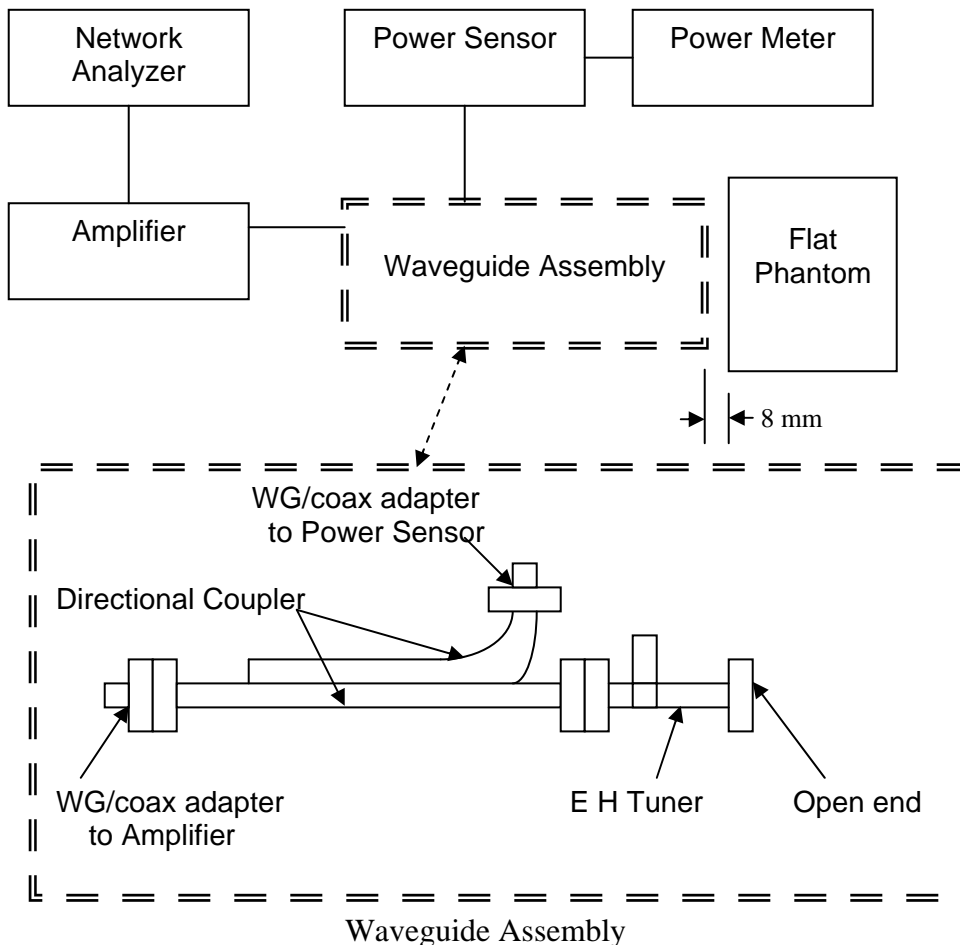 Network
Analyzer
Power Sensor
Power Meter
Amplifier
Waveguide Assembly
Flat
Phantom
8 mm
WG/coax adapter
to Power Sensor
Directional Coupler
WG/coax adapter
to Amplifier
E H Tuner
Open end
Waveguide Assembly